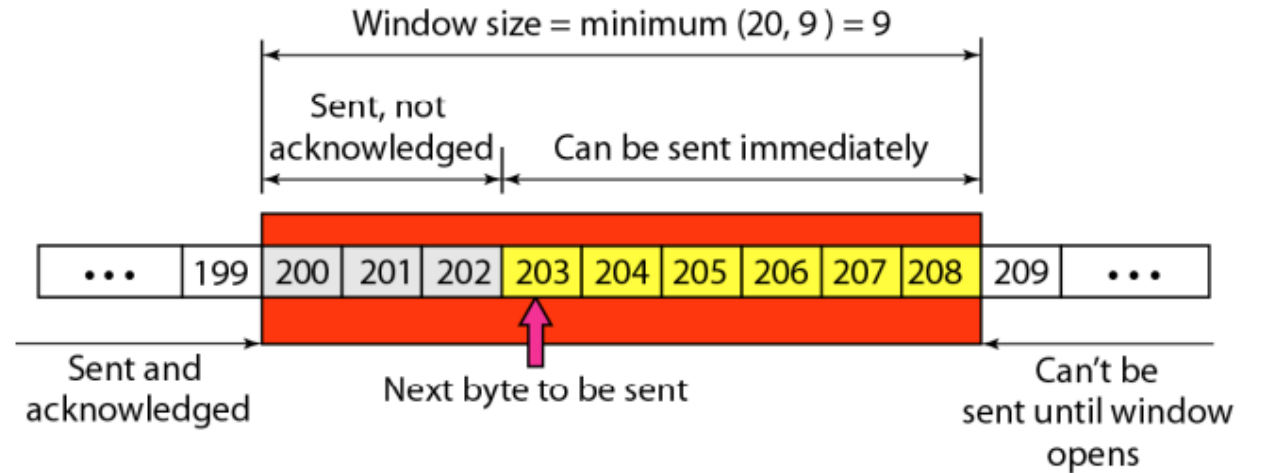 Window size = minimum (20, 9 ) = 9
Sent, not
acknowledged
Can be sent immediately
••• 199 200 201 202 203 204 205 206 207 208 209 •••
Sent and
acknowledged
Next byte to be sent
Can't be
sent until window
opens